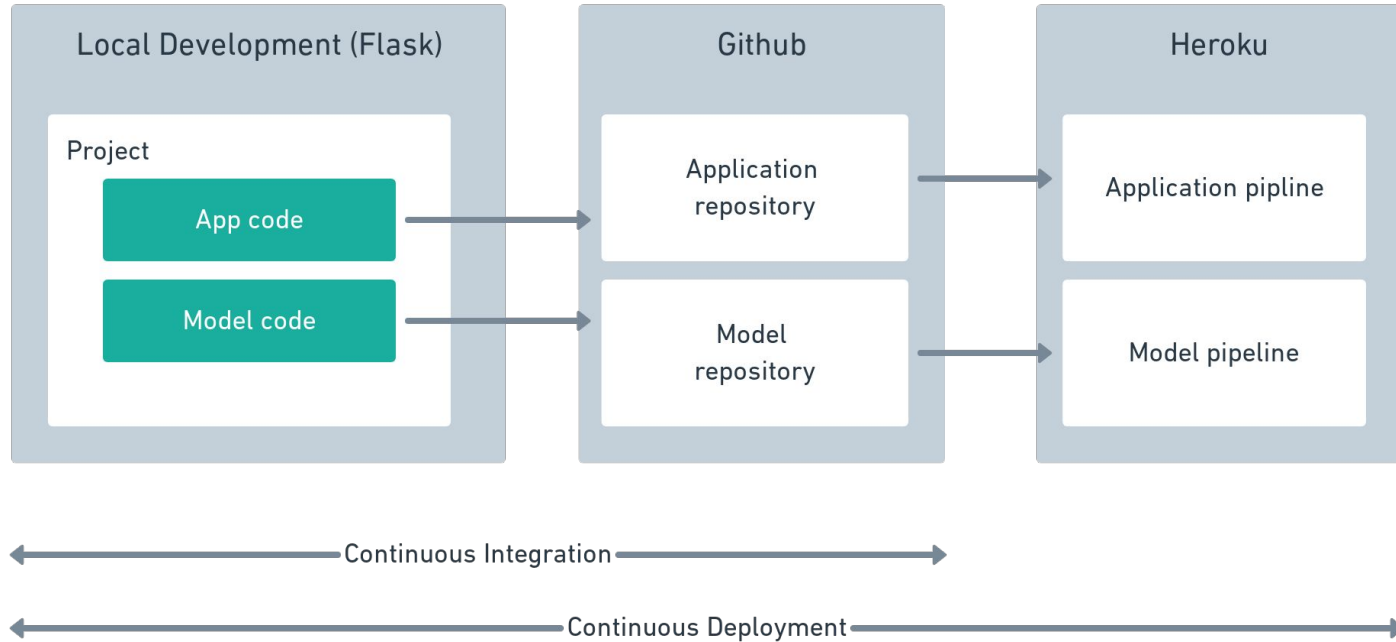 Local Development (Flask)
Github
Heroku
Project
App code
Model code
Application
repository
Model
repository
Application pipline
Model pipeline
Continuous Integration
Continuous Deployment